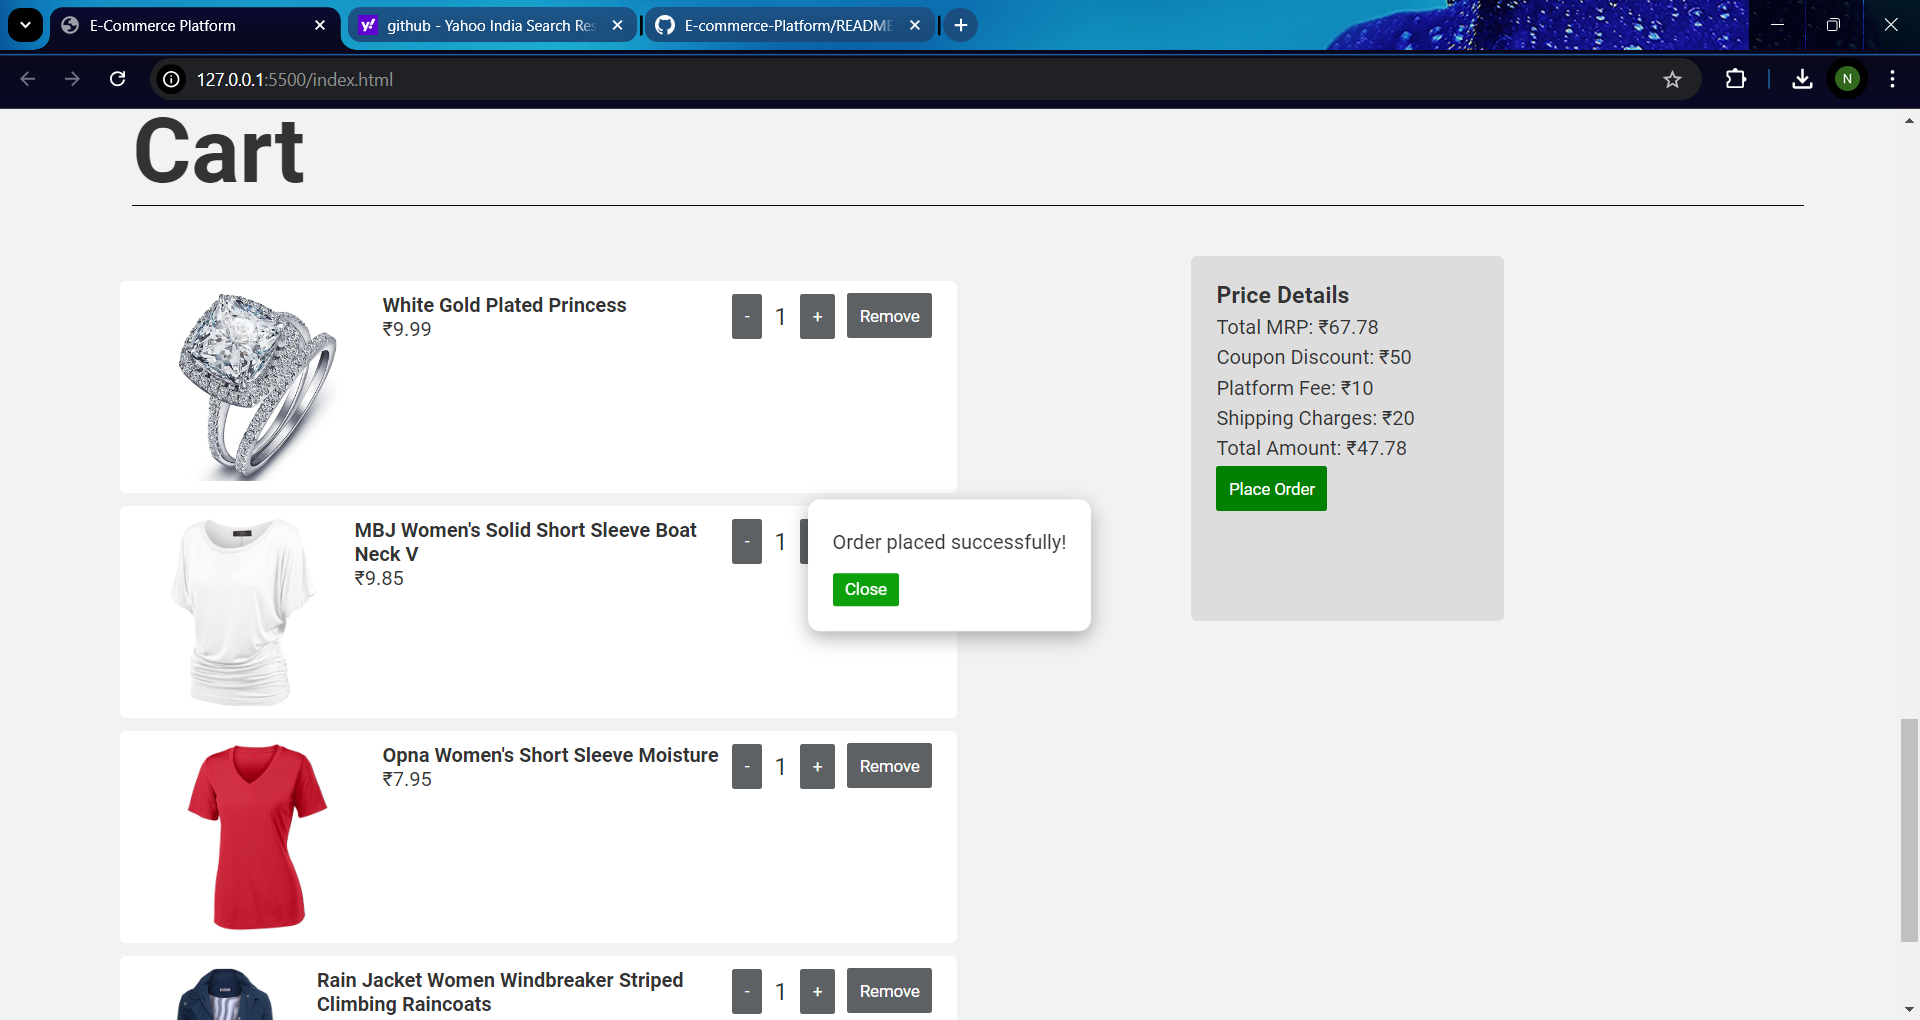 E-Commerce Platform
github - Yahoo India Search Res
E-commerce-Platform/README
127.0.0.1:5500/index.html
N
Cart
White Gold Plated Princess
₹9.99
- 1 + Remove
MBJ Women's Solid Short Sleeve Boat
Neck V
₹9.85
- 1
Opna Women's Short Sleeve Moisture
₹7.95
- 1 + Remove
Rain Jacket Women Windbreaker Striped
Climbing Raincoats
- 1 + Remove
Order placed successfully!
Close
Price Details
Total MRP: ₹67.78
Coupon Discount: ₹50
Platform Fee: ₹10
Shipping Charges: ₹20
Total Amount: ₹47.78
Place Order